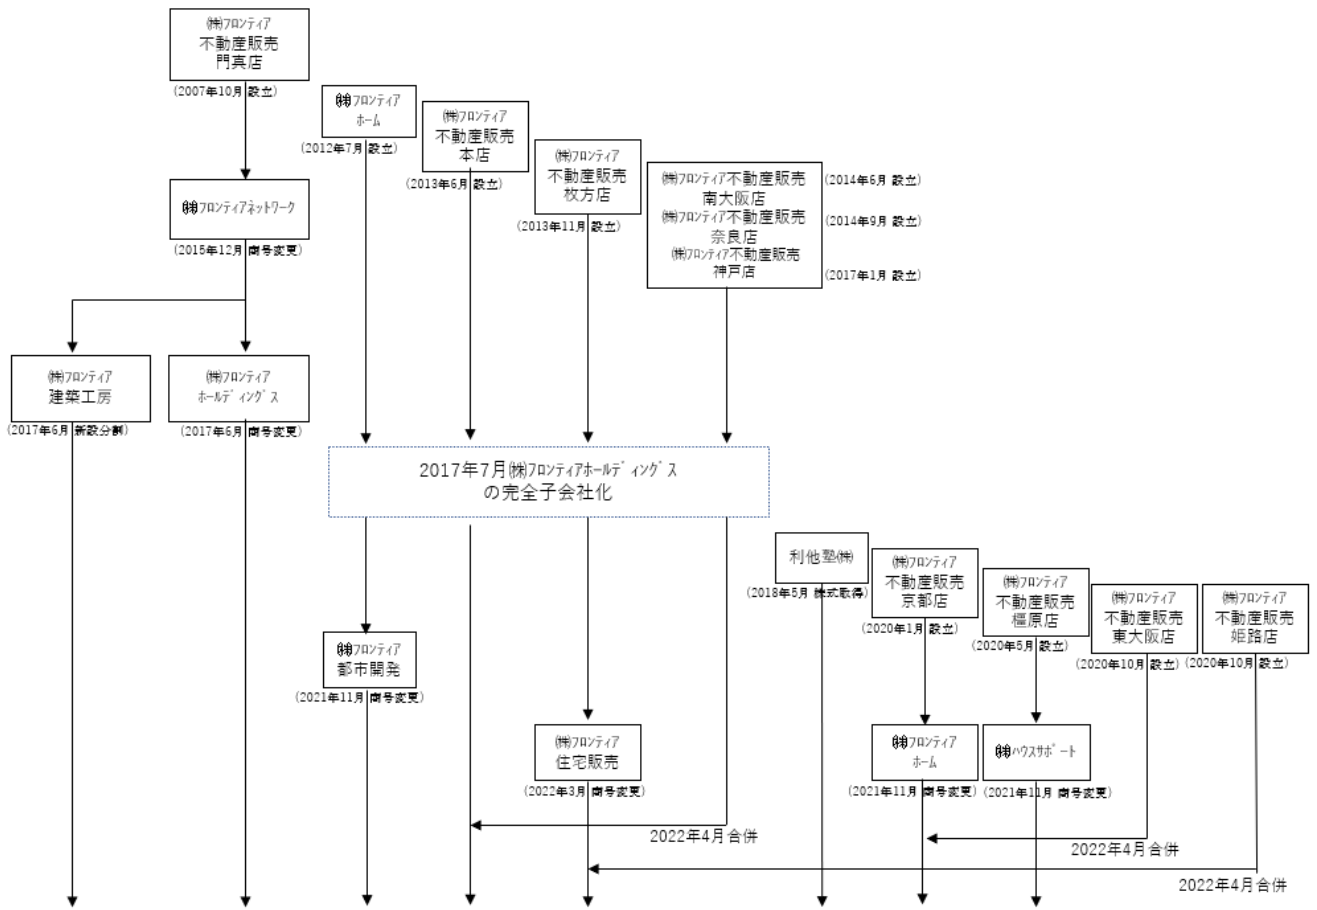 ㈱フロンティア
不動産販売
門真店
(2007年10月 設立)
㈱フロンティア
ホーム
(2012年7月 設立)
㈱フロンティア
不動産販売
本店
(2013年6月 設立)
㈱フロンティア
不動産販売
枚方店
(2013年11月 設立)
㈱フロンティア不動産販売
南大阪店
(2014年6月 設立)
㈱フロンティア不動産販売
奈良店
(2014年9月 設立)
㈱フロンティア不動産販売
神戸店
(2017年1月 設立)
㈱フロンティアネットワーク
(2015年12月 商号変更)
㈱フロンティア
建築工房
(2017年6月 新設分割)
㈱フロンティア
ホールディングス
(2017年6月 商号変更)
2017年7月㈱フロンティアホールディングス
の完全子会社化
利他塾㈱
(2018年5月 株式取得)
㈱フロンティア
不動産販売
京都店
(2020年1月 設立)
㈱フロンティア
不動産販売
橿原店
(2020年5月 設立)
㈱フロンティア
不動産販売
東大阪店
(2020年10月 設立)
㈱フロンティア
不動産販売
姫路店
(2020年10月 設立)
㈱フロンティア
都市開発
(2021年11月 商号変更)
㈱フロンティア
住宅販売
(2022年3月 商号変更)
㈱フロンティア
ホーム
(2021年11月 商号変更)
㈱ハウスサポート
(2021年11月 商号変更)
2022年4月合併
2022年4月合併
2022年4月合併